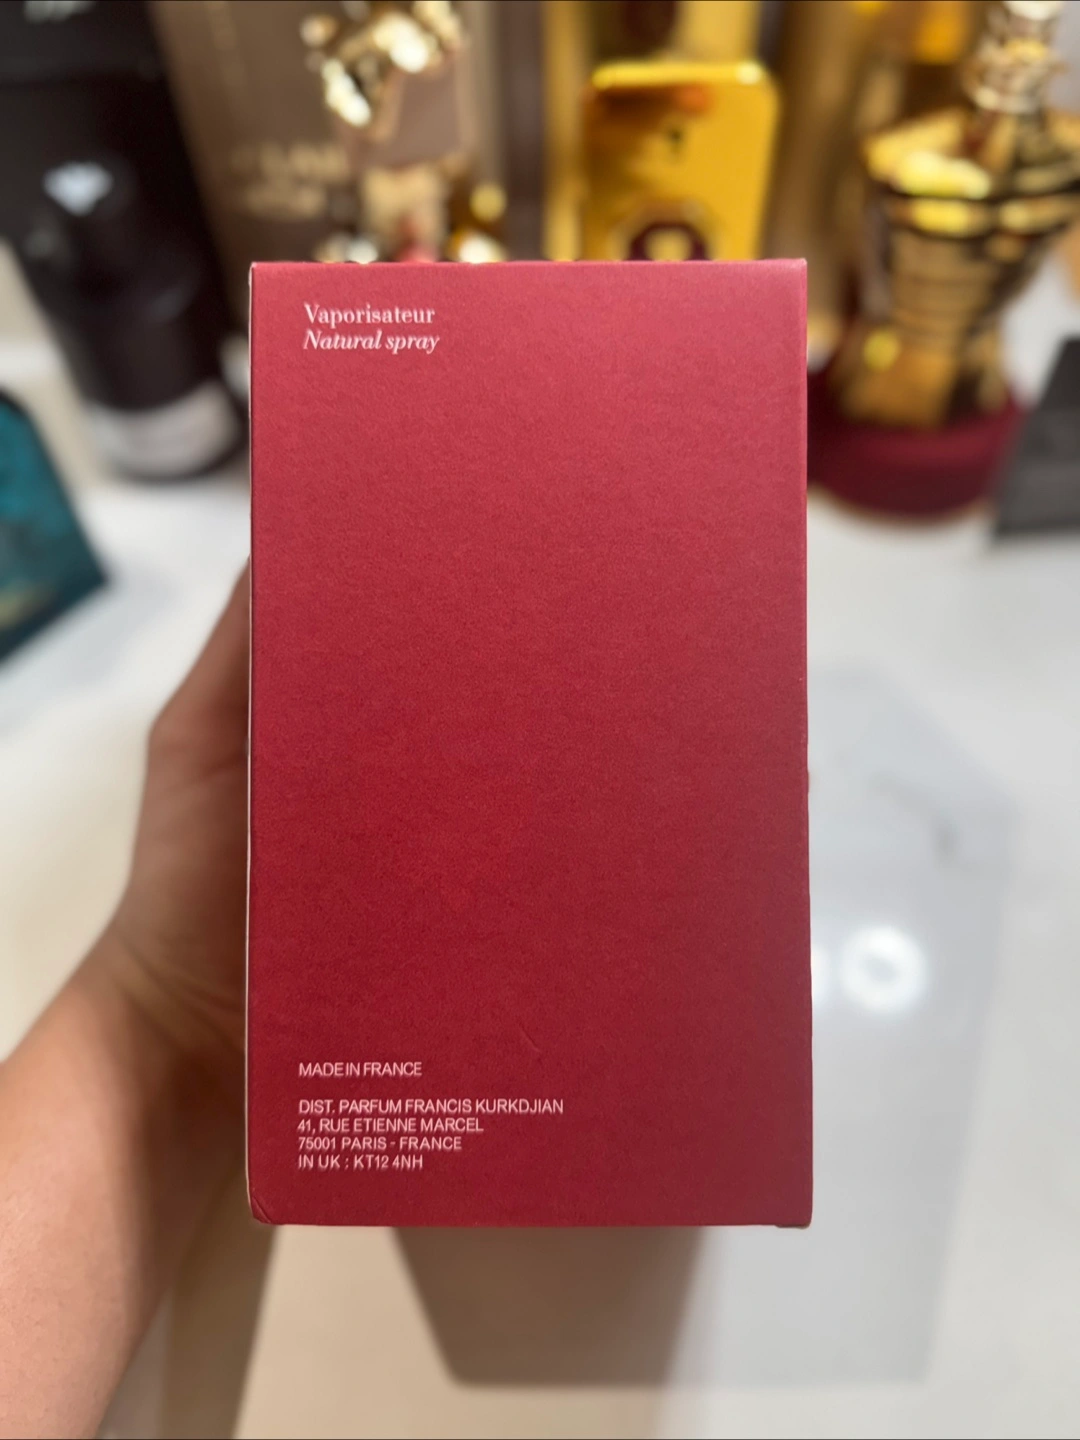 Vaporisateur
Natural spray
MADE IN FRANCE
DIST. PARFUM FRANCIS KURKDJIAN
41, RUE ETIENNE MARCEL
75001 PARIS - FRANCE
IN UK : KT12 4NH